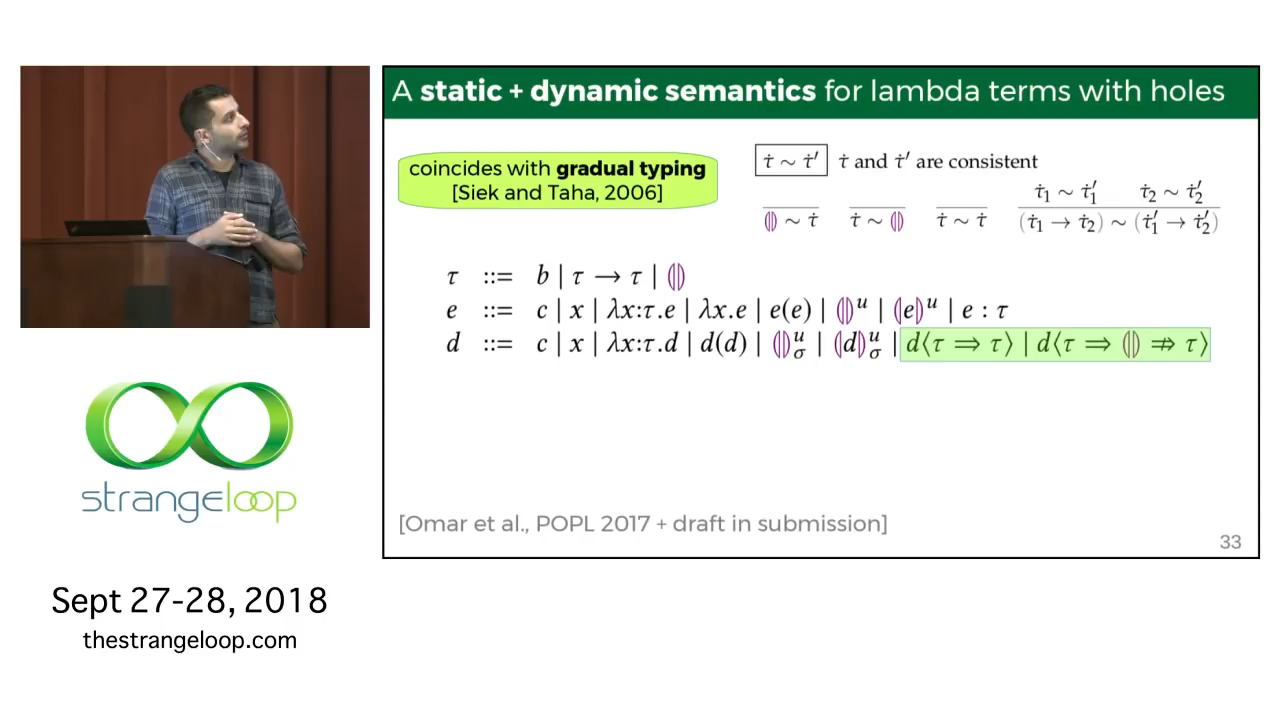 A static + dynamic semantics for lambda terms with holes
coincides with gradual typing
[Siek and Taha, 2006]
τ̇ ∼ τ̇′ τ̇ and τ̇′ are consistent
τ̇₁ ∼ τ̇₁′ τ̇₂ ∼ τ̇₂′
⦇⦈ ∼ τ̇ τ̇ ∼ ⦇⦈ τ̇ ∼ τ̇ (τ̇₁ → τ̇₂) ∼ (τ̇₁′ → τ̇₂′)
τ ::= b | τ → τ | ⦇⦈
e ::= c | x | λx:τ.e | λx.e | e(e) | ⦇⦈ᵘ | ⦇e⦈ᵘ | e : τ
d ::= c | x | λx:τ.d | d(d) | ⦇⦈ᵘσ | ⦇d⦈ᵘσ | d⟨τ ⇒ τ⟩ | d⟨τ ⇒ ⦇⦈ ⇏ τ⟩
[Omar et al., POPL 2017 + draft in submission]
33
strangeloop
Sept 27-28, 2018
thestrangeloop.com